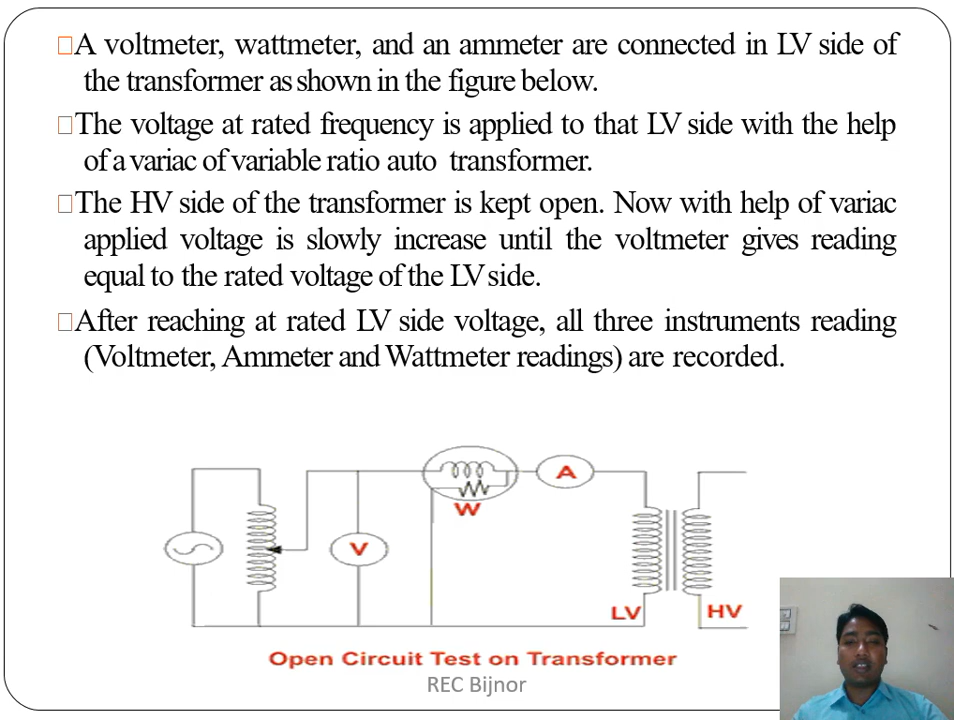 A voltmeter, wattmeter, and an ammeter are connected in LV side of
the transformer as shown in the figure below.
The voltage at rated frequency is applied to that LV side with the help
of a variac of variable ratio auto transformer.
The HV side of the transformer is kept open. Now with help of variac
applied voltage is slowly increase until the voltmeter gives reading
equal to the rated voltage of the LV side.
After reaching at rated LV side voltage, all three instruments reading
(Voltmeter, Ammeter and Wattmeter readings) are recorded.
A
W
V
LV
HV
Open Circuit Test on Transformer
REC Bijnor